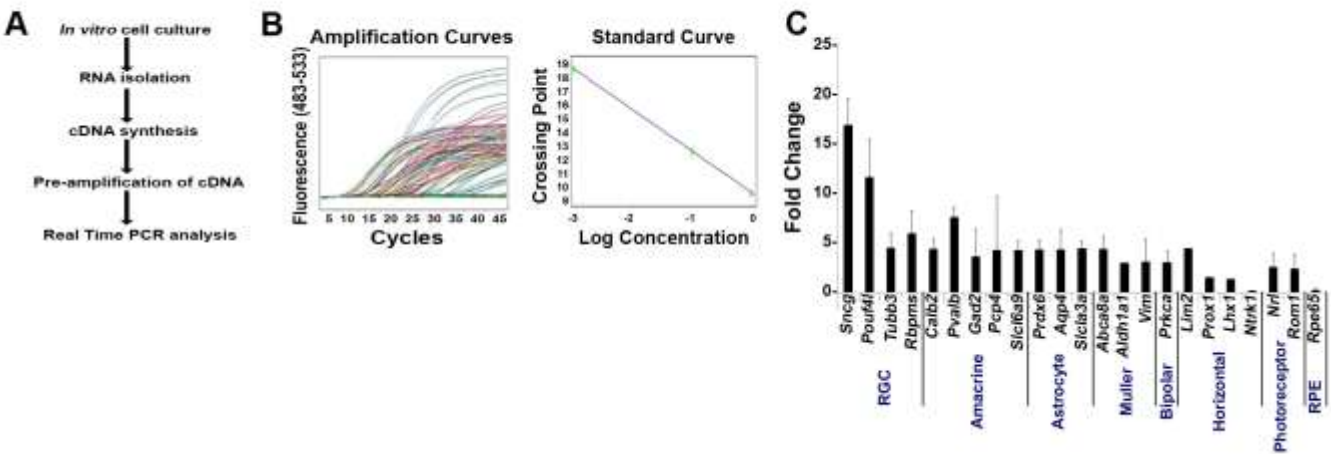 A
In vitro cell culture
RNA isolation
cDNA synthesis
Pre-amplification of cDNA
Real Time PCR analysis
B
Amplification Curves
Fluorescence (483-533)
5 10 15 20 25 30 35 40 45
Cycles
Standard Curve
Crossing Point
19
18
17
16
15
14
13
12
11
10
9
8
-3 -2 -1 0
Log Concentration
C
Fold Change
25
20
15
10
5
0
Sncg
Pouf4f
Tubb3
Rbpms
Calb2
Pvalb
Gad2
Pcp4
Slcl6a9
Prdx6
Aqp4
Slcla3a
Abca8a
Aldh1a1
Vim
Prkca
Lim2
Prox1
Lhx1
Ntrk1
Nrl
Rom1
Rpe65
RGC
Amacrine
Astrocyte
Muller
Bipolar
Horizontal
Photoreceptor
RPE